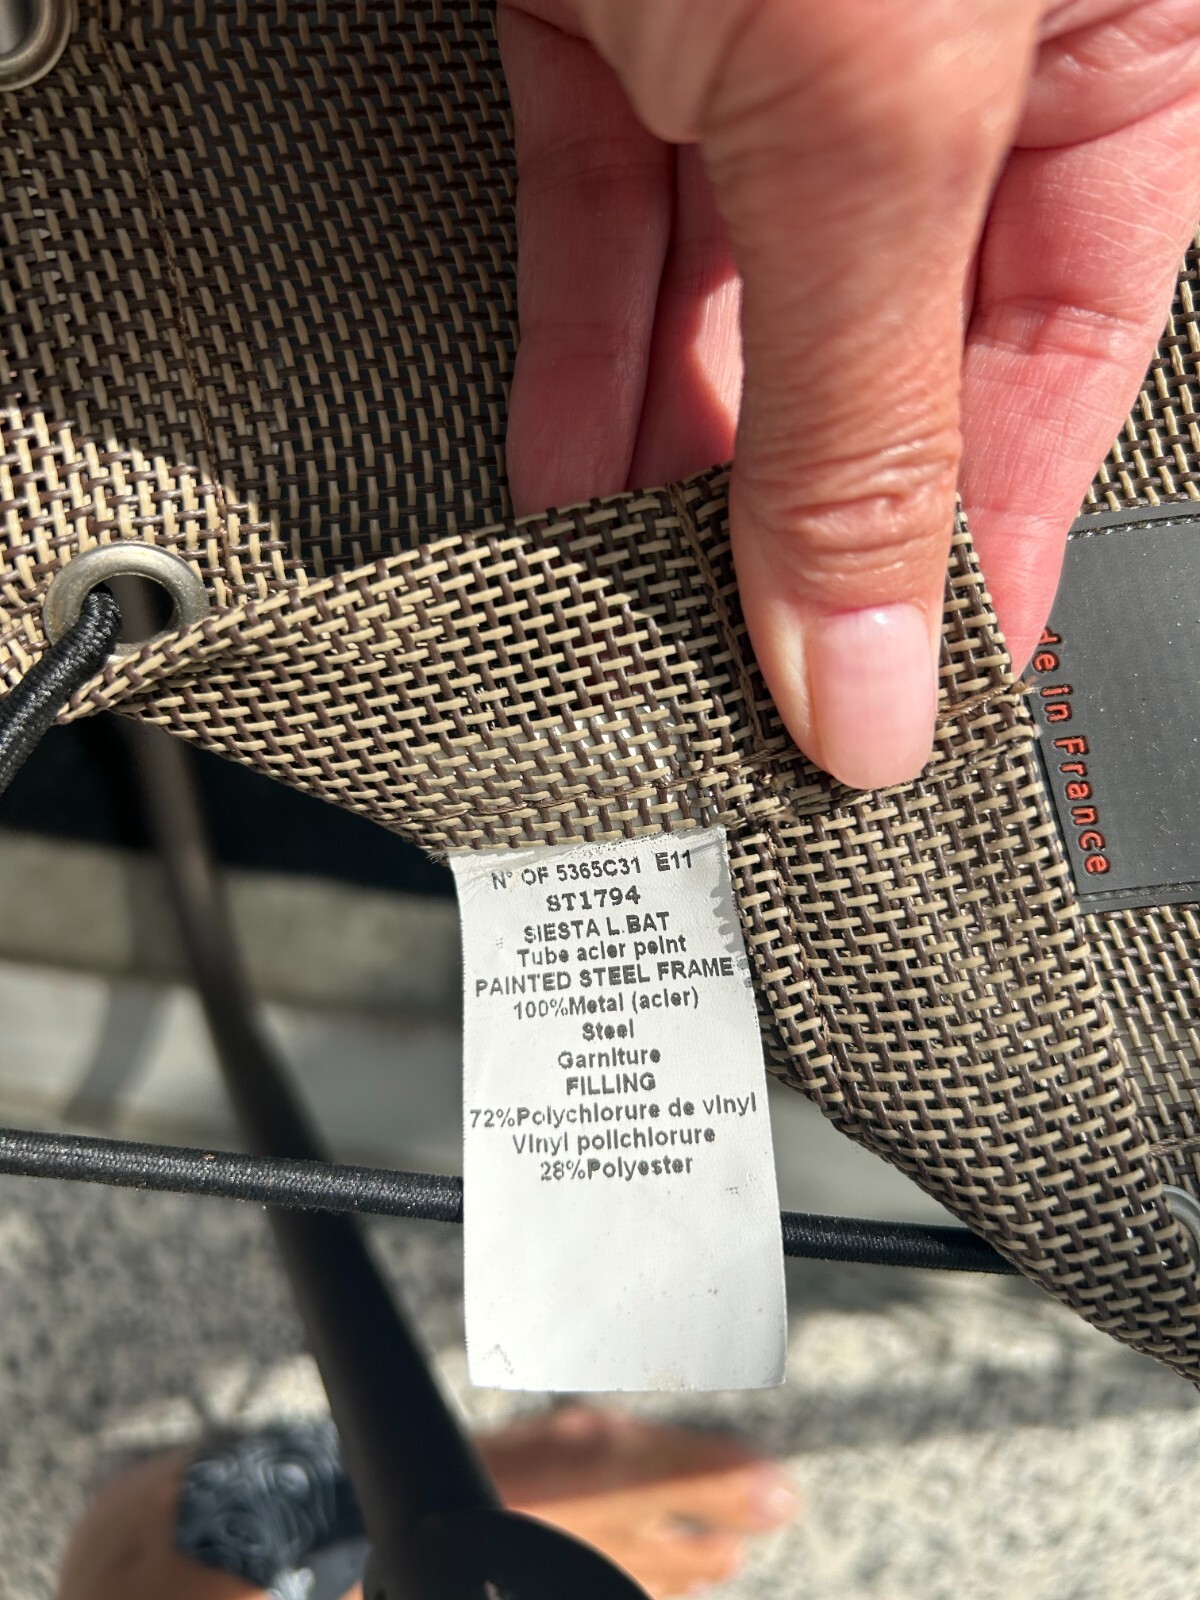 N° OF 5365C31 E11
ST1794
SIESTA L.BAT
Tube acier peint
PAINTED STEEL FRAME
100%Metal (acier)
Steel
Garniture
FILLING
72%Polychlorure de vinyl
Vinyl polichlorure
28%Polyester
de in France